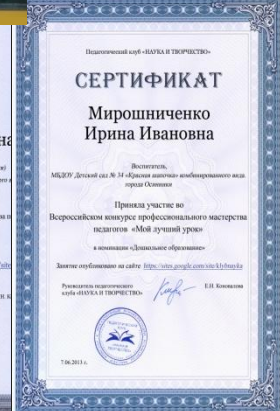 Педагогический клуб «НАУКА И ТВОРЧЕСТВО»
СЕРТИФИКАТ
Мирошниченко
Ирина Ивановна
Воспитатель,
МБДОУ Детский сад № 34 «Красная шапочка» комбинированного вида
города Осинники
Приняла участие во
Всероссийском конкурсе профессионального мастерства
педагогов «Мой лучший урок»
в номинации «Дошкольное образование»
Занятие опубликовано на сайте https://sites.google.com/site/klybnayka
Руководитель педагогического
клуба «НАУКА И ТВОРЧЕСТВО»
Е.П. Коновалова
7.06.2013 г.